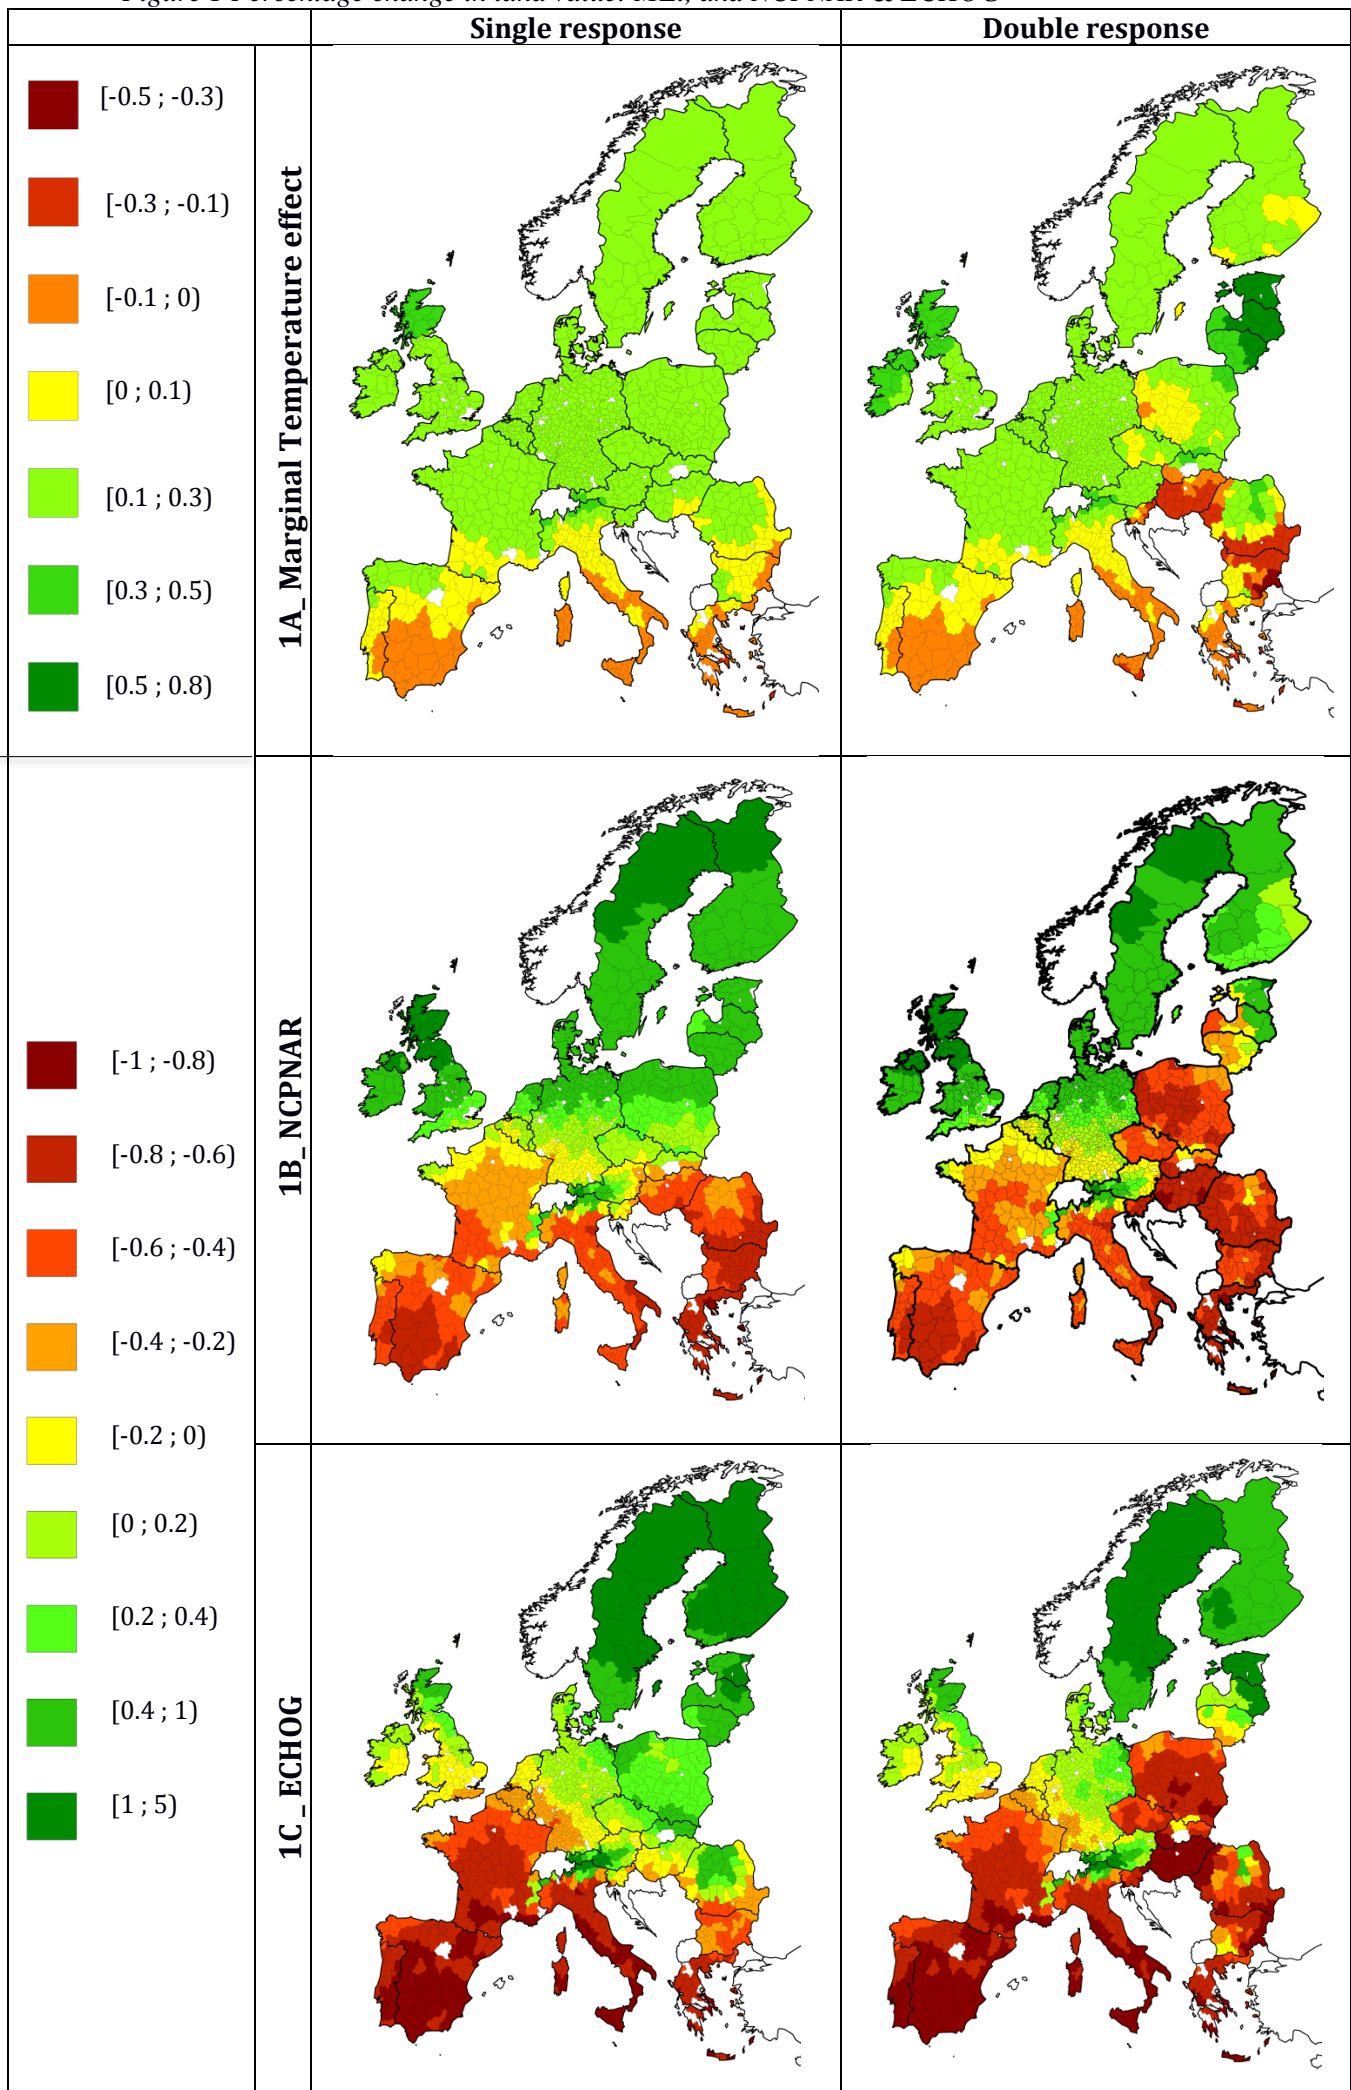 Single response
Double response
[-0.5 ; -0.3)
[-0.3 ; -0.1)
[-0.1 ; 0)
[0 ; 0.1)
[0.1 ; 0.3)
[0.3 ; 0.5)
[0.5 ; 0.8)
1A_Marginal Temperature effect
[-1 ; -0.8)
[-0.8 ; -0.6)
[-0.6 ; -0.4)
[-0.4 ; -0.2)
[-0.2 ; 0)
[0 ; 0.2)
[0.2 ; 0.4)
[0.4 ; 1)
[1 ; 5)
1B_NCPNAR
1C_ECHOG